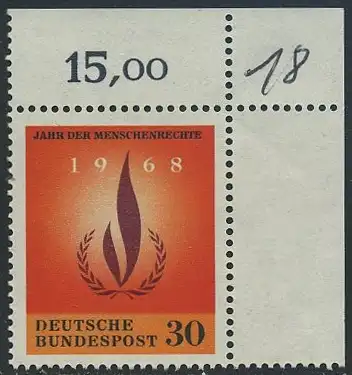 15,00
18
JAHR DER MENSCHENRECHTE
1968
DEUTSCHE
BUNDESPOST 30